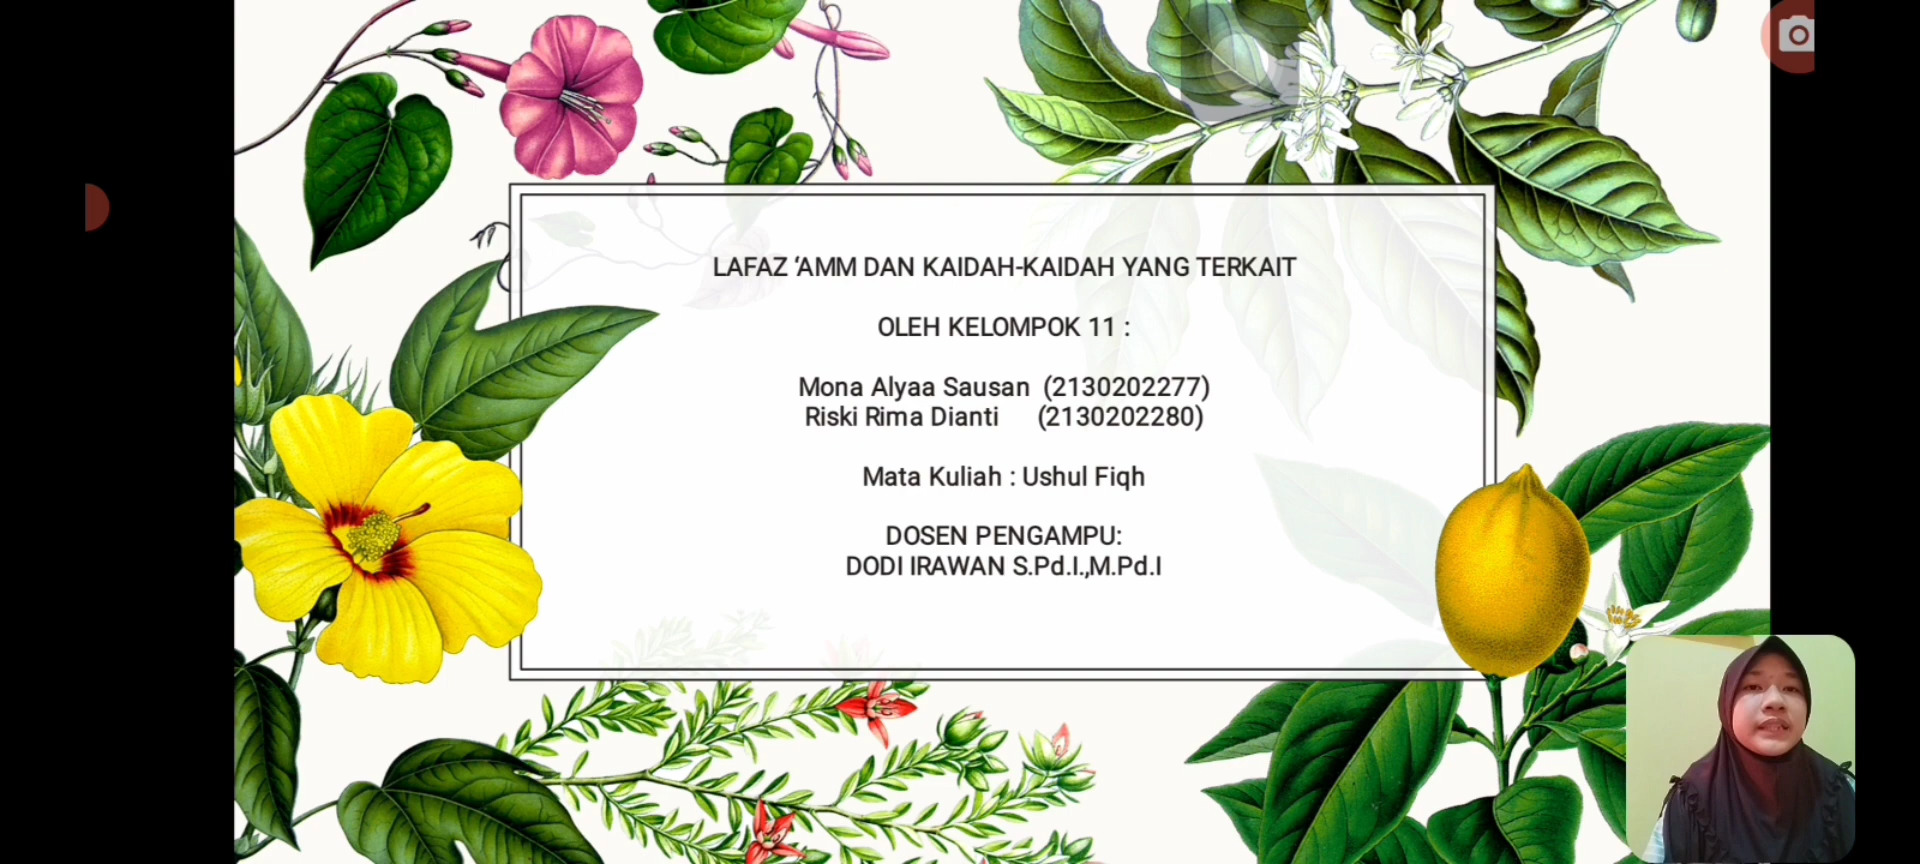 LAFAZ ‘AMM DAN KAIDAH-KAIDAH YANG TERKAIT
OLEH KELOMPOK 11 :
Mona Alyaa Sausan (2130202277)
Riski Rima Dianti (2130202280)
Mata Kuliah : Ushul Fiqh
DOSEN PENGAMPU:
DODI IRAWAN S.Pd.I.,M.Pd.I